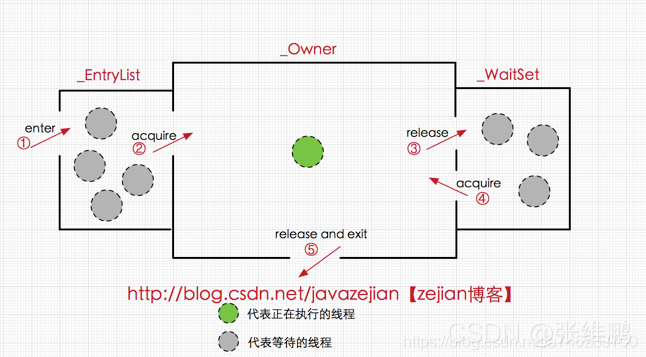 _Owner
_EntryList
_WaitSet
enter
①
acquire
②
release
③
acquire
④
release and exit
⑤
http://blog.csdn.net/javazejian【zejian博客】
代表正在执行的线程
代表等待的线程
CSDN @张维鹏